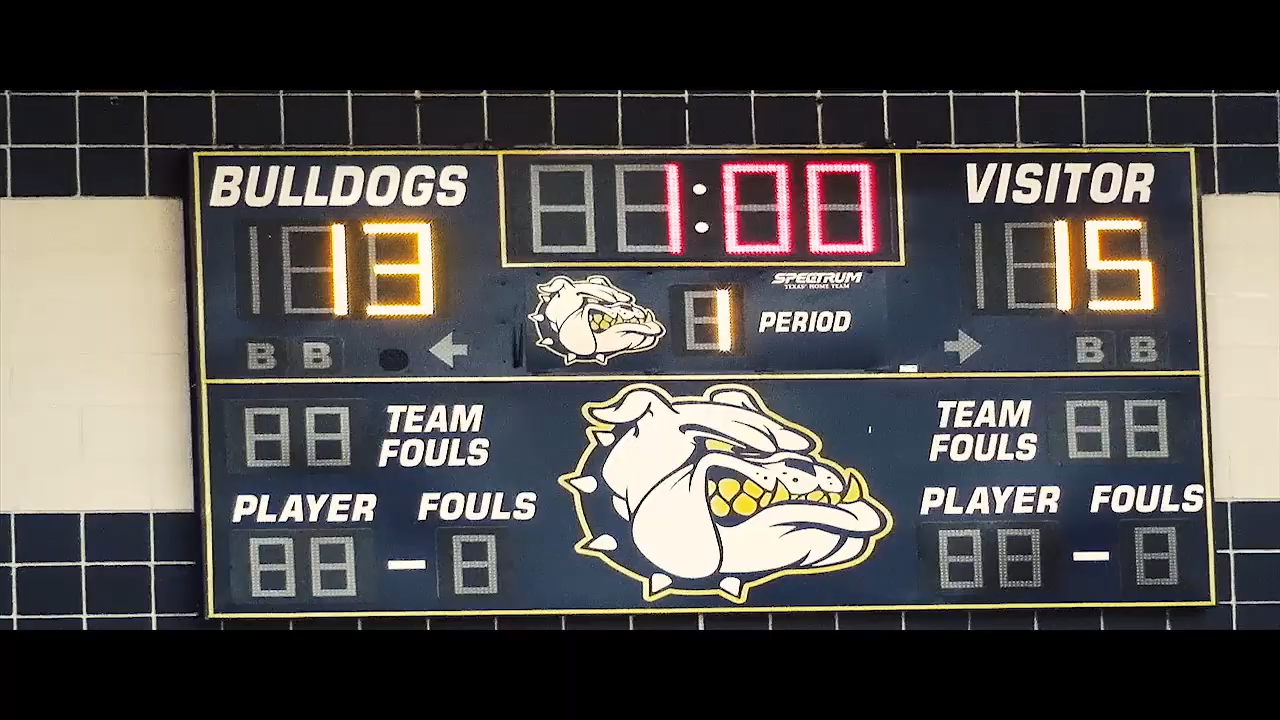 BULLDOGS
1:00
VISITOR
13
15
SPECTRUM
TEXAS' HOME TEAM
1 PERIOD
B B
B B
TEAM
FOULS
TEAM
FOULS
PLAYER FOULS
PLAYER FOULS